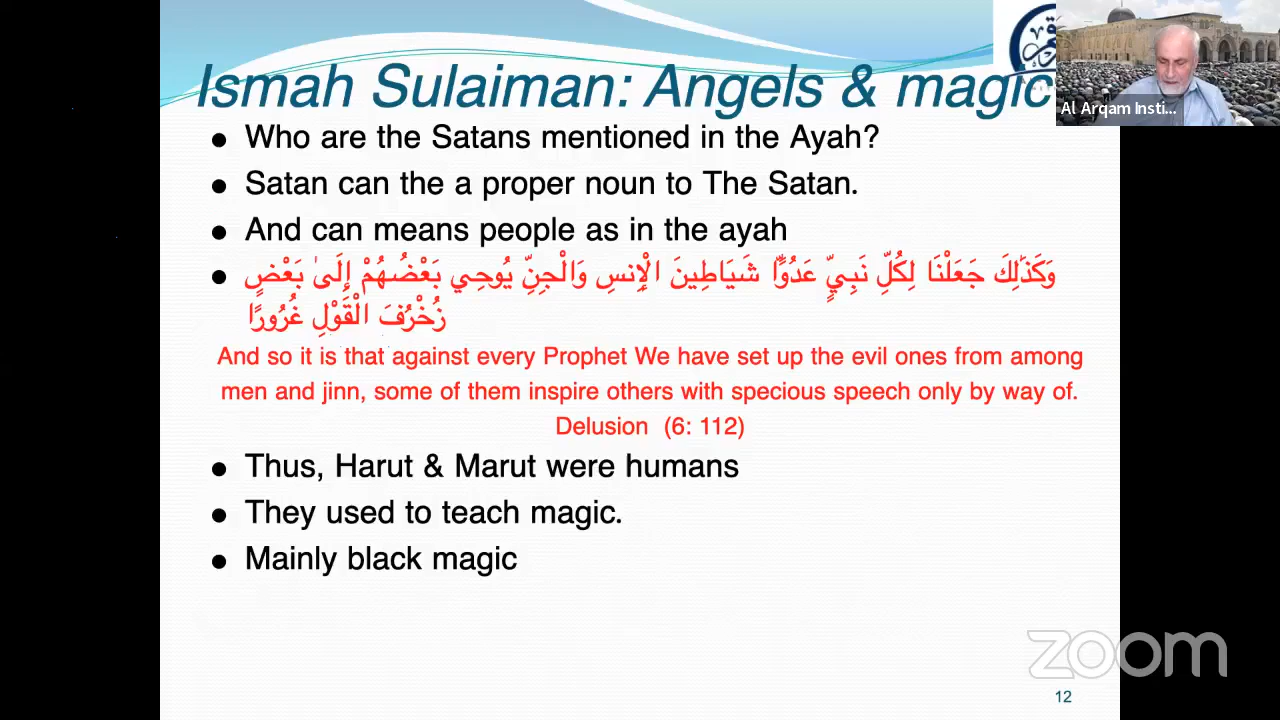 Ismah Sulaiman: Angels & magic
Al Arqam Insti...
● Who are the Satans mentioned in the Ayah?
● Satan can the a proper noun to The Satan.
● And can means people as in the ayah
● وَكَذَٰلِكَ جَعَلْنَا لِكُلِّ نَبِيٍّ عَدُوًّا شَيَاطِينَ الْإِنسِ وَالْجِنِّ يُوحِي بَعْضُهُمْ إِلَىٰ بَعْضٍ
زُخْرُفَ الْقَوْلِ غُرُورًا
And so it is that against every Prophet We have set up the evil ones from among
men and jinn, some of them inspire others with specious speech only by way of.
Delusion (6: 112)
● Thus, Harut & Marut were humans
● They used to teach magic.
● Mainly black magic
zoom
12